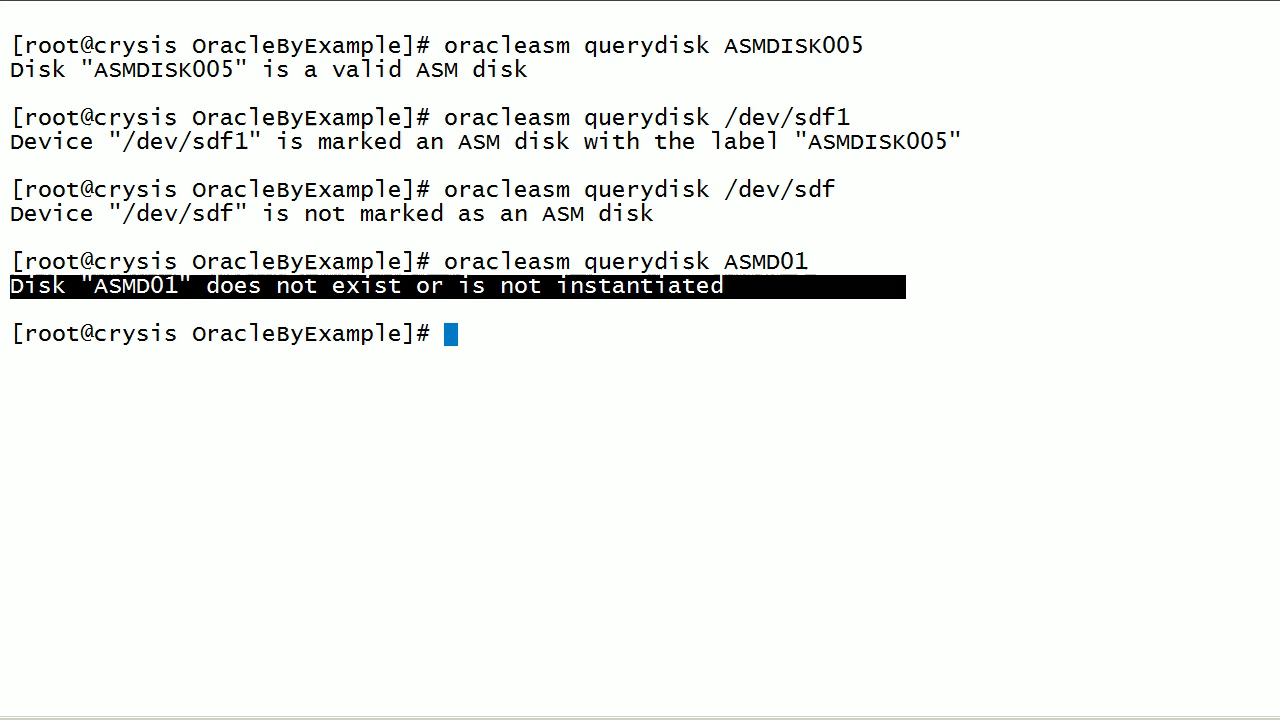 [root@crysis OracleByExample]# oracleasm querydisk ASMDISK005
Disk "ASMDISK005" is a valid ASM disk
[root@crysis OracleByExample]# oracleasm querydisk /dev/sdf1
Device "/dev/sdf1" is marked an ASM disk with the label "ASMDISK005"
[root@crysis OracleByExample]# oracleasm querydisk /dev/sdf
Device "/dev/sdf" is not marked as an ASM disk
[root@crysis OracleByExample]# oracleasm querydisk ASMD01
Disk "ASMD01" does not exist or is not instantiated
[root@crysis OracleByExample]#